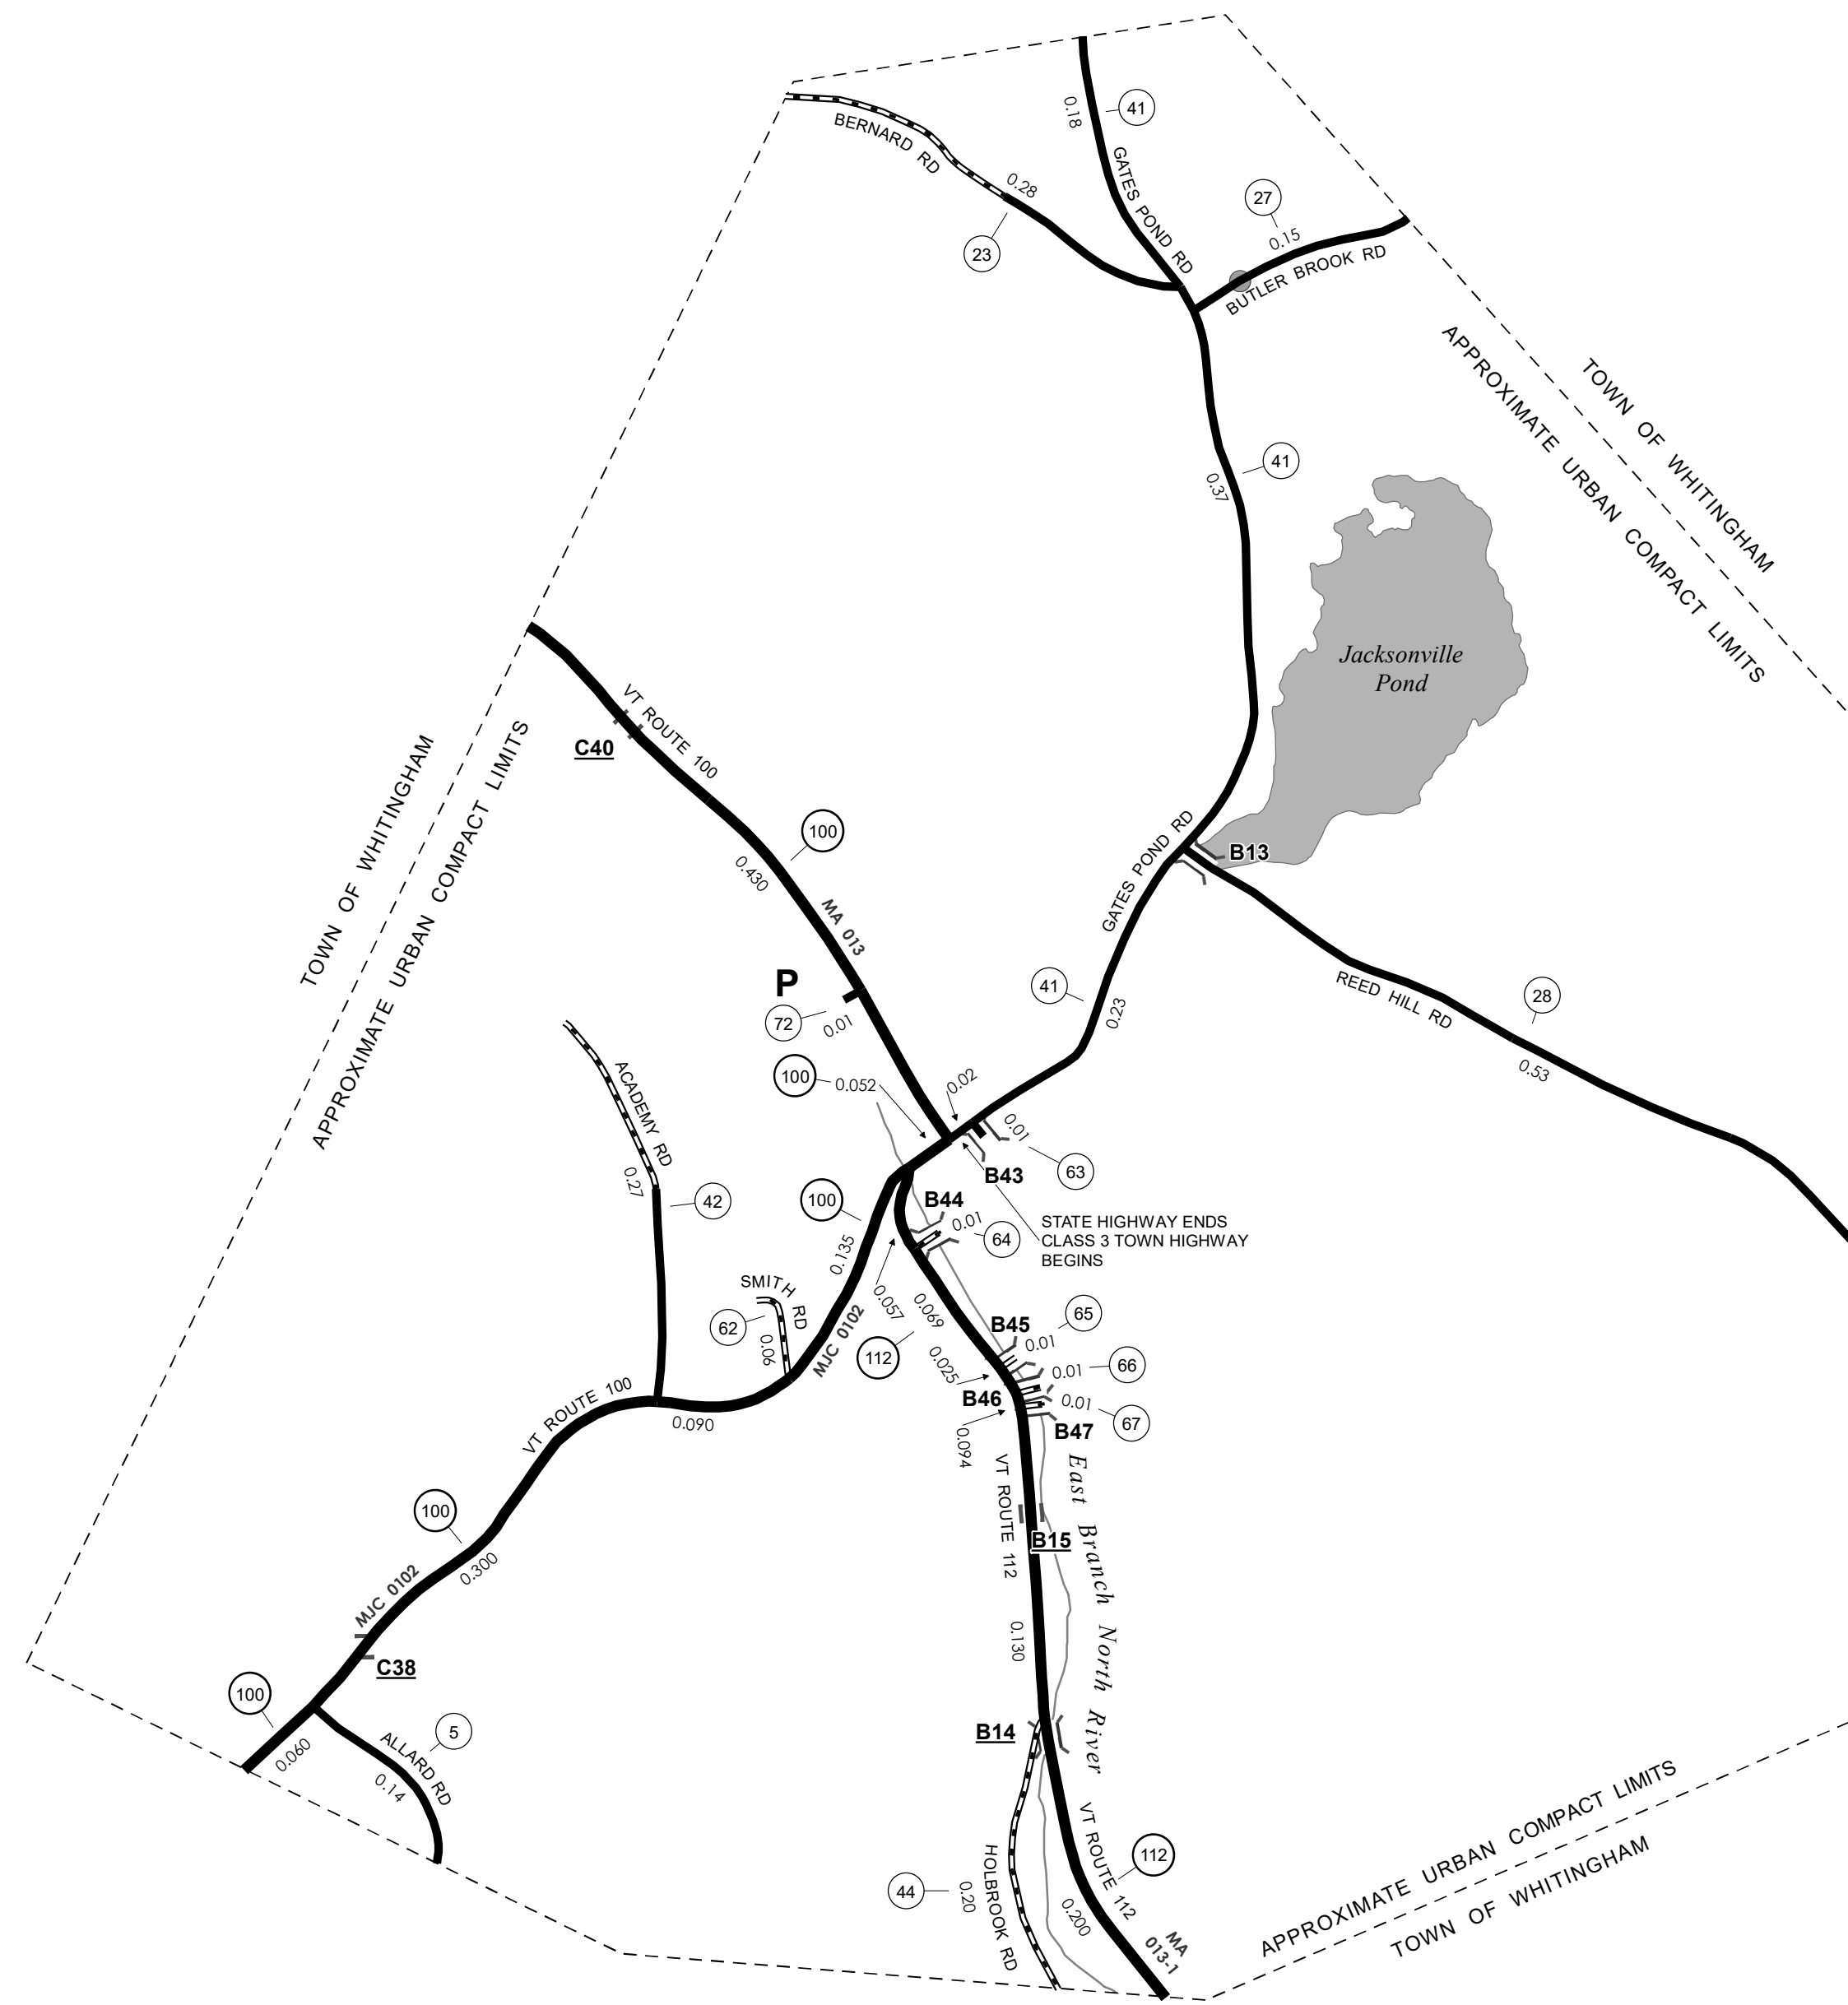 0.18
41
BERNARD RD
GATES POND RD
0.28
27
0.15
23
BUTLER BROOK RD
APPROXIMATE URBAN COMPACT LIMITS
TOWN OF WHITINGHAM
41
0.37
Jacksonville
Pond
VT ROUTE 100
C40
TOWN OF WHITINGHAM
APPROXIMATE URBAN COMPACT LIMITS
100
0.430
GATES POND RD
B13
MA 013
P
72
0.01
41
0.23
REED HILL RD
28
0.53
100
0.052
0.02
ACADEMY RD
0.01
63
B43
0.27
42
100
B44
0.01
64
STATE HIGHWAY ENDS
CLASS 3 TOWN HIGHWAY
BEGINS
0.135
SMITH RD
62
0.06
MJC 0102
0.057
0.069
112
B45
0.01
65
0.025
0.01
66
B46
0.01
67
B47
0.094
VT ROUTE 100
0.090
VT ROUTE 112
East Branch North River
B15
100
0.300
MJC 0102
C38
0.130
100
0.060
ALLARD RD
5
0.14
B14
VT ROUTE 112
112
HOLBROOK RD
44
0.20
0.200
MA
013-1
APPROXIMATE URBAN COMPACT LIMITS
TOWN OF WHITINGHAM